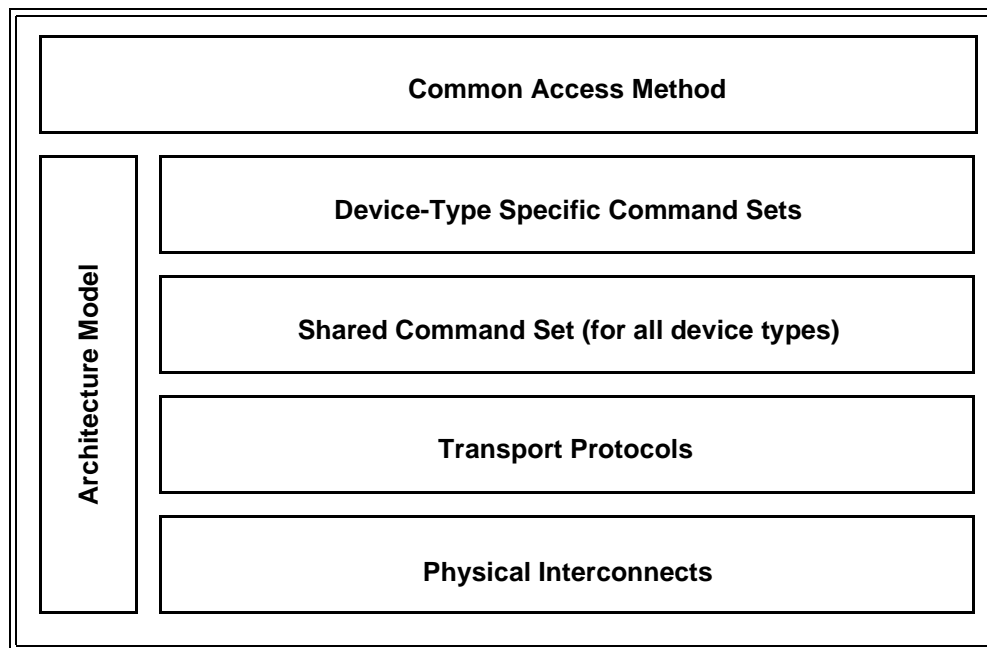 Common Access Method
Architecture Model
Device-Type Specific Command Sets
Shared Command Set (for all device types)
Transport Protocols
Physical Interconnects